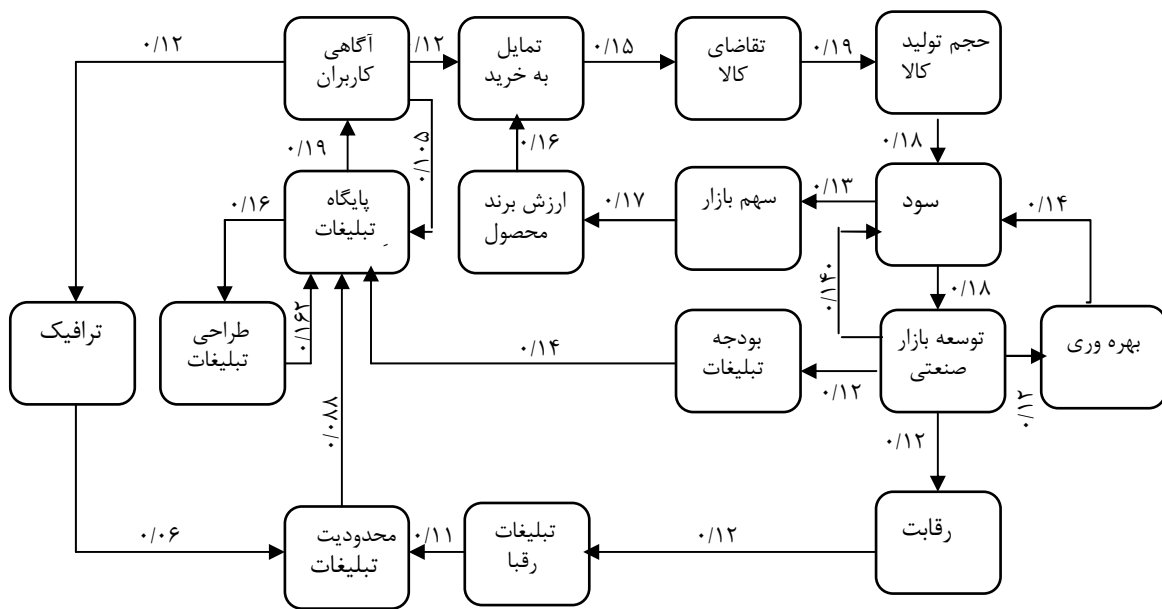 ۰/۱۲
آگاهی
کاربران
۰/۱۲
تمایل
به خرید
۰/۱۵
تقاضای
کالا
۰/۱۹
حجم تولید
کالا
۰/۱۹
۰/۱۰۵
۰/۱۶
۰/۱۸
پایگاه
تبلیغات
۰/۱۶
ارزش برند
محصول
۰/۱۷
سهم بازار
۰/۱۳
سود
۰/۱۴
۰/۱۴۰
۰/۱۸
ترافیک
طراحی
تبلیغات
۰/۱۶۲
۰/۱۴
بودجه
تبلیغات
۰/۱۲
توسعه بازار
صنعتی
۰/۱۲
بهره وری
۰/۰۸۸
۰/۱۲
۰/۰۶
محدودیت
تبلیغات
۰/۱۱
تبلیغات
رقبا
۰/۱۲
رقابت